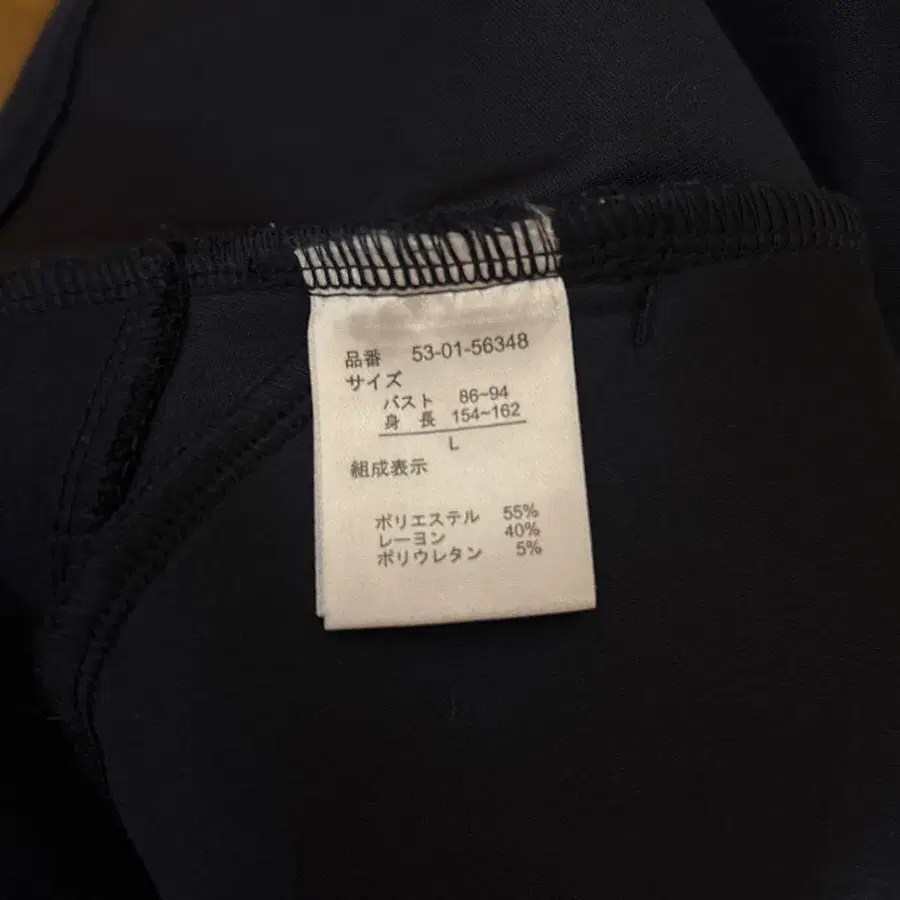 品番 53-01-56348
サイズ
バスト 86~94
身 長 154~162
L
組成表示
ポリエステル 55%
レーヨン 40%
ポリウレタン 5%